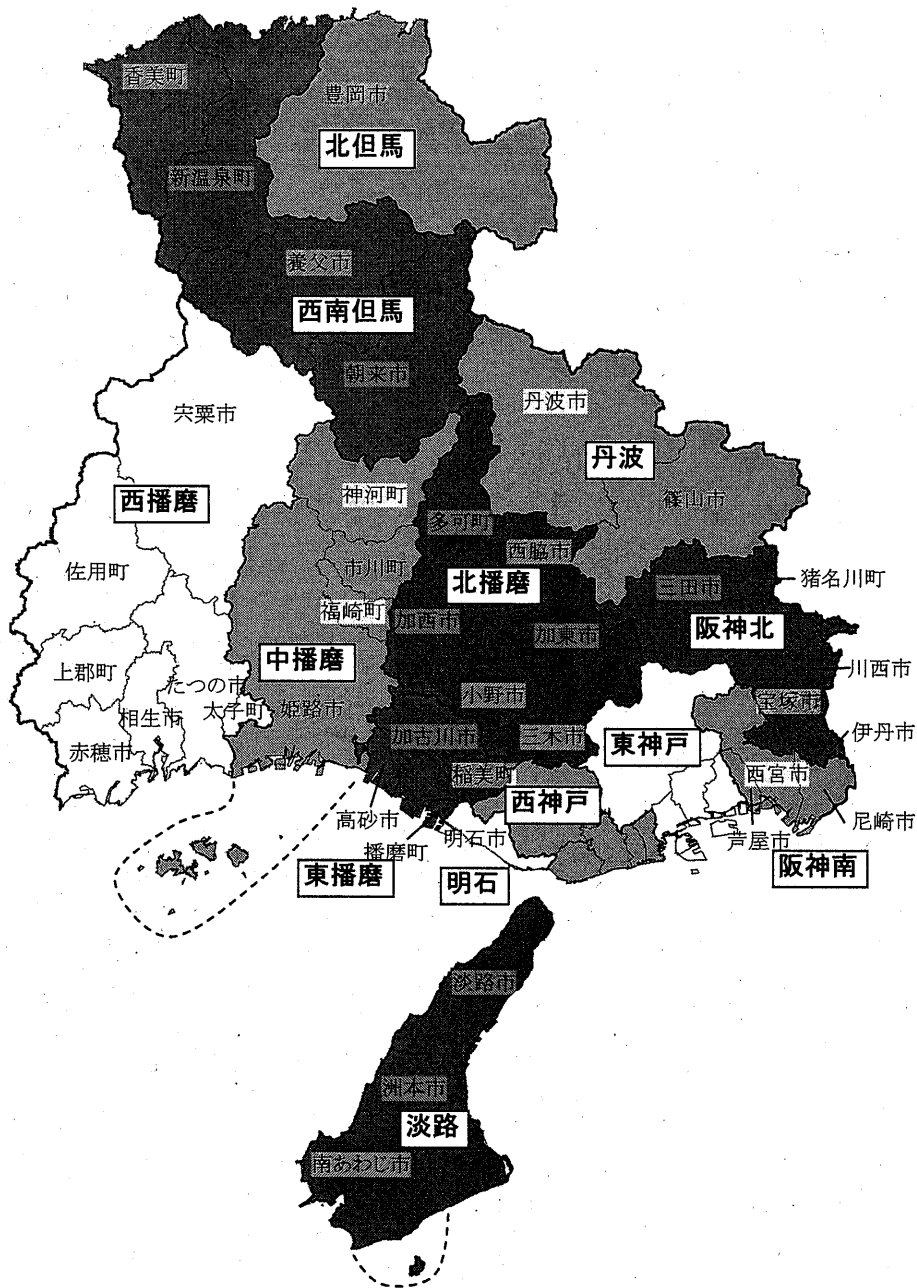 香美町
豊岡市
北但馬
新温泉町
養父市
西南但馬
朝来市
宍粟市
丹波市
丹波
神河町
篠山市
西播磨
多可町
西脇市
佐用町
市川町
北播磨
三田市
猪名川町
福崎町
加西市
加東市
阪神北
上郡町
中播磨
川西市
たつの市
相生市
太子町
姫路市
小野市
宝塚市
赤穂市
加古川市
三木市
東神戸
伊丹市
稲美町
西神戸
西宮市
高砂市
明石市
尼崎市
播磨町
芦屋市
東播磨
明石
阪神南
淡路市
洲本市
淡路
南あわじ市